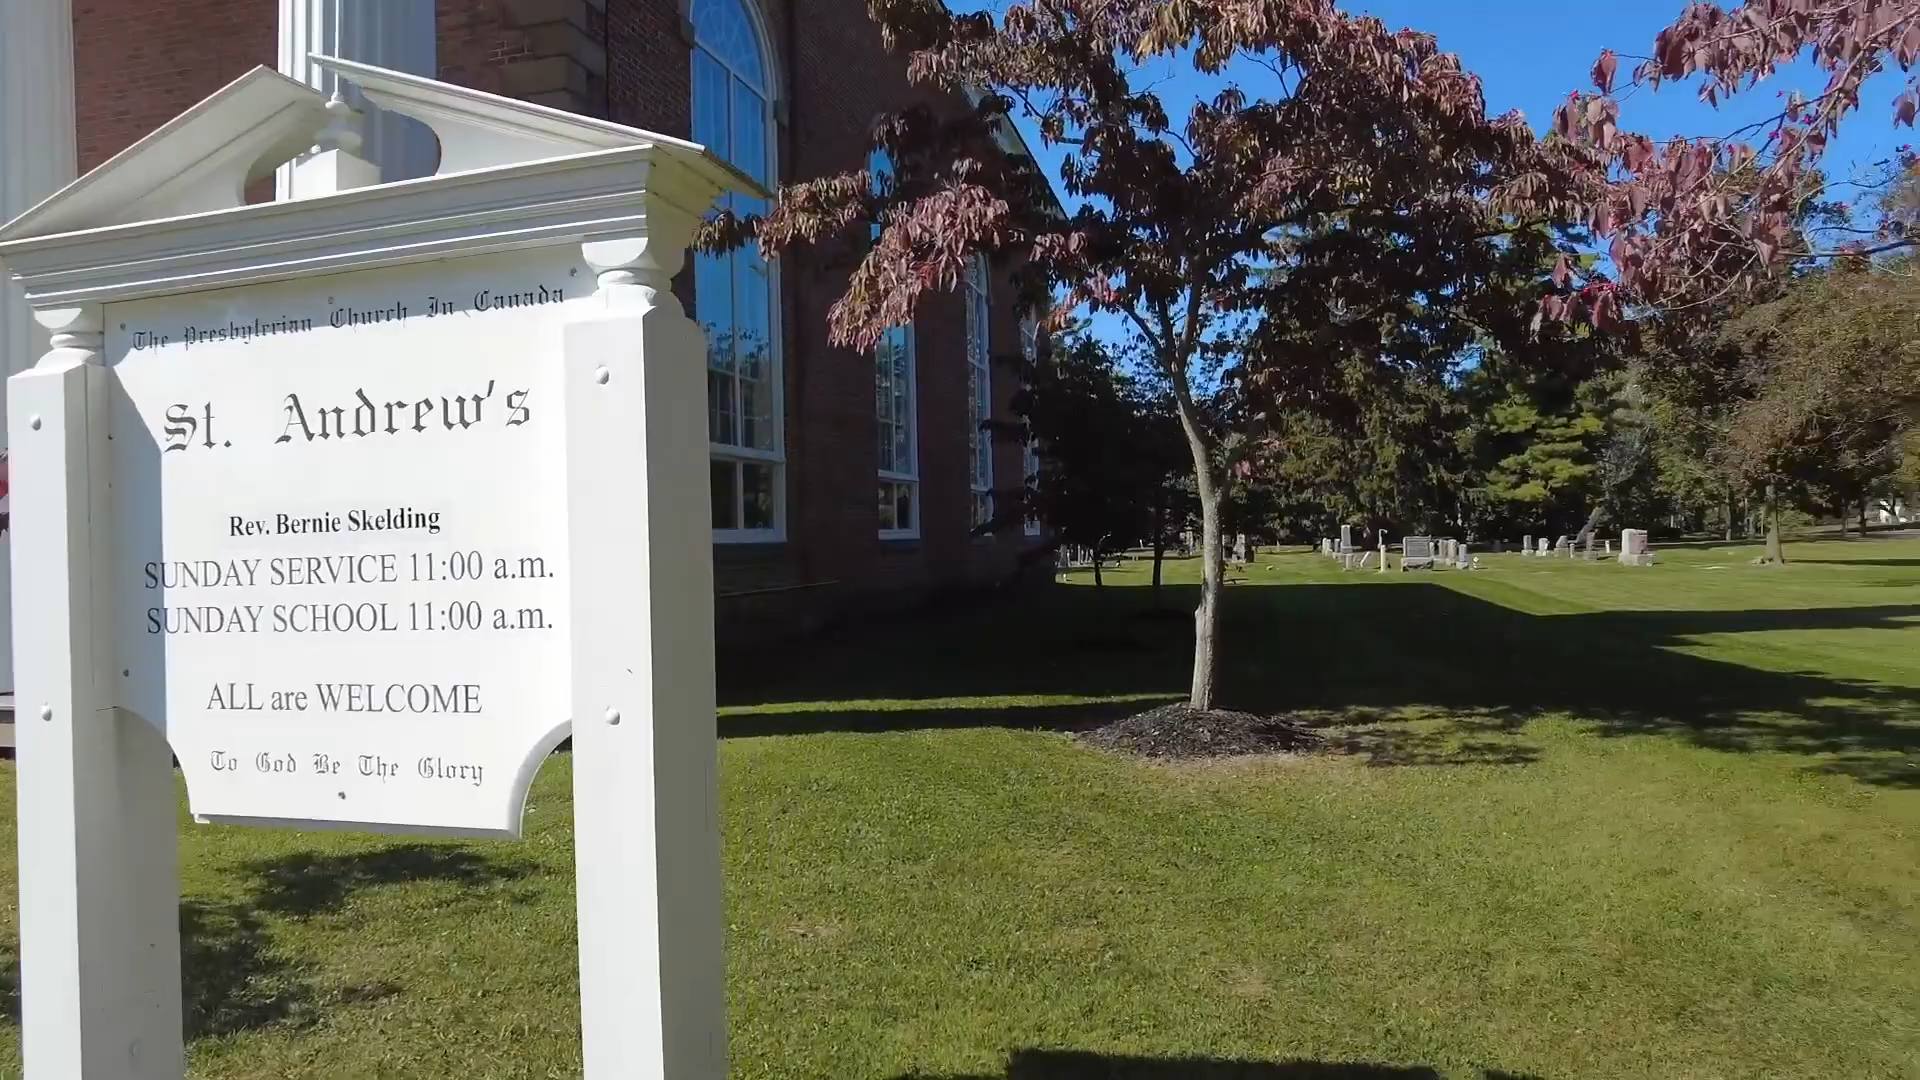 The Presbyterian Church In Canada
St. Andrew's
Rev. Bernie Skelding
SUNDAY SERVICE 11:00 a.m.
SUNDAY SCHOOL 11:00 a.m.
ALL are WELCOME
To God Be The Glory